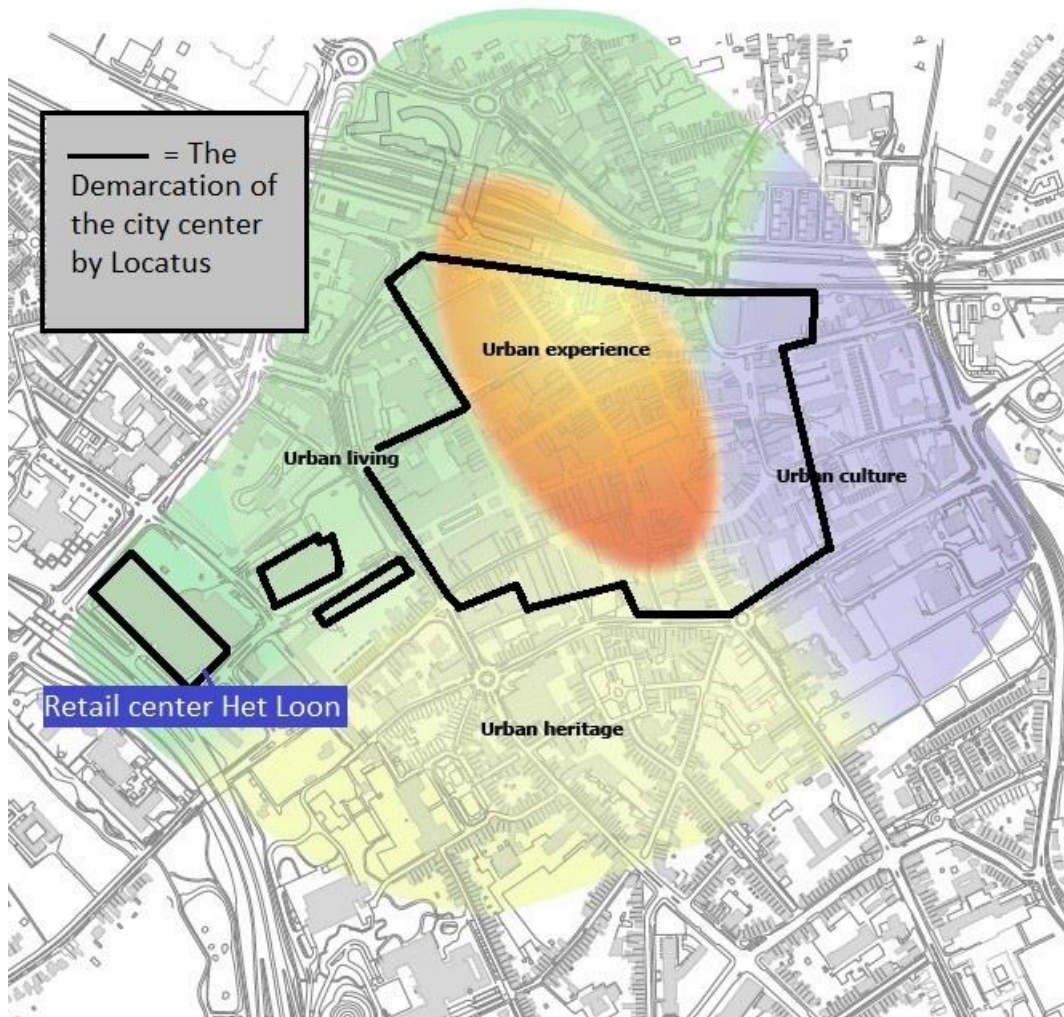 = The
Demarcation of
the city center
by Locatus
Urban experience
Urban living
Urban culture
Retail center Het Loon
Urban heritage